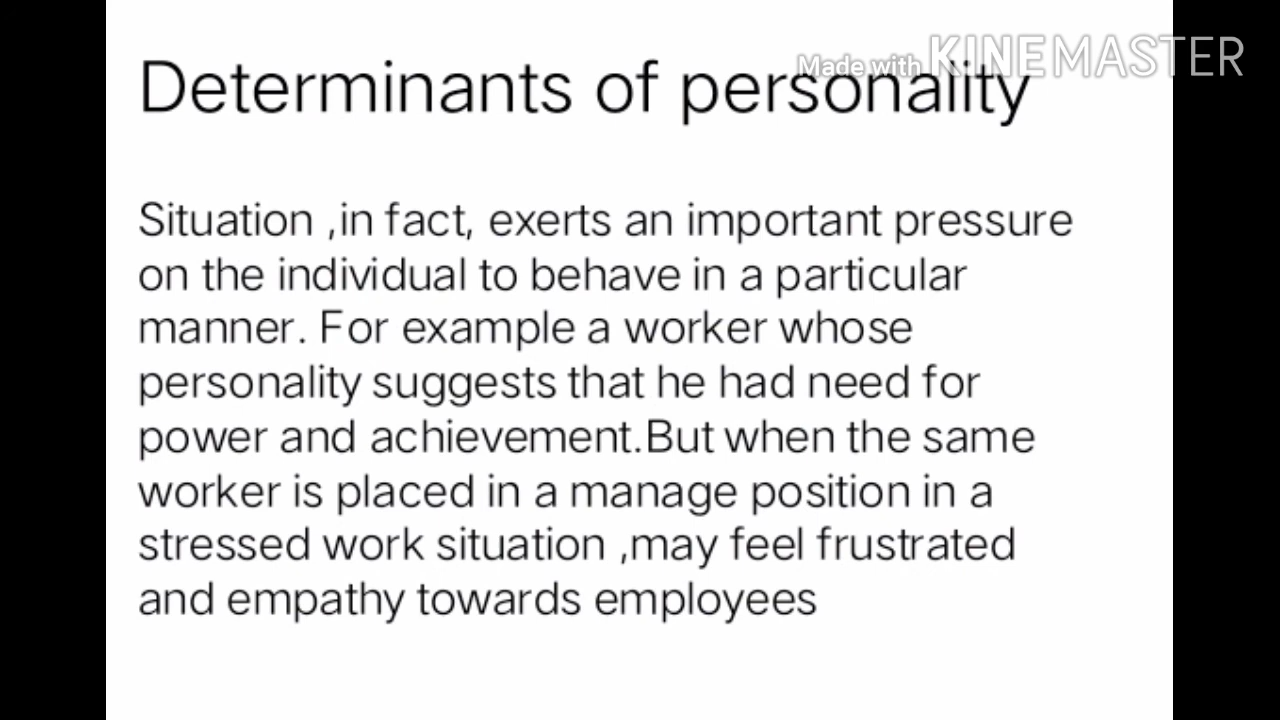 Made with KINEMASTER
Determinants of personality
Situation ,in fact, exerts an important pressure
on the individual to behave in a particular
manner. For example a worker whose
personality suggests that he had need for
power and achievement.But when the same
worker is placed in a manage position in a
stressed work situation ,may feel frustrated
and empathy towards employees